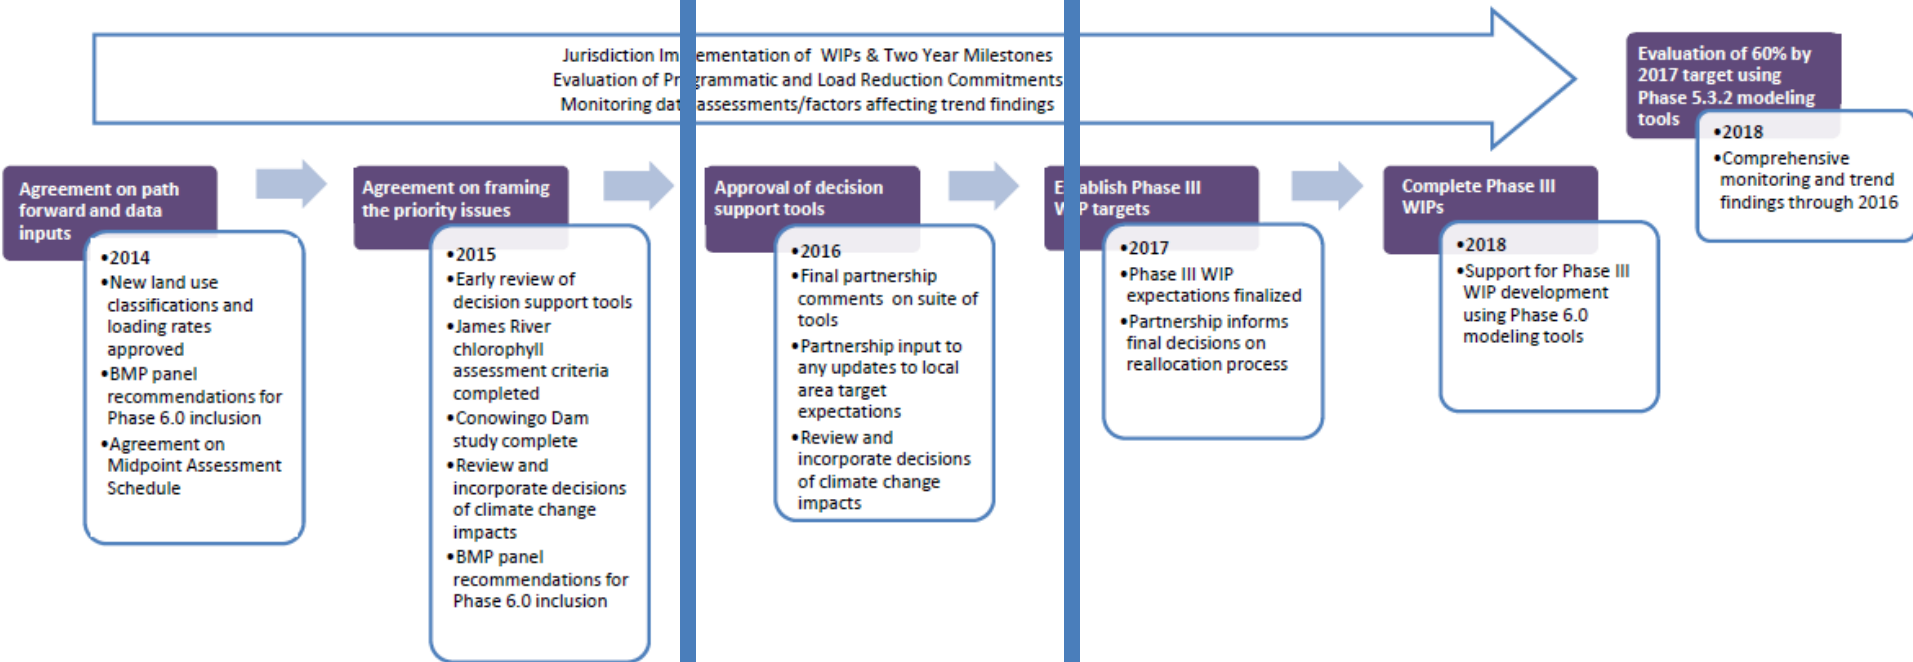 Jurisdiction Implementation of WIPs & Two Year Milestones
Evaluation of Programmatic and Load Reduction Commitments
Monitoring data assessments/factors affecting trend findings
Evaluation of 60% by
2017 target using
Phase 5.3.2 modeling
tools
•2018
•Comprehensive
monitoring and trend
findings through 2016
Agreement on path
forward and data
inputs
•2014
•New land use
classifications and
loading rates
approved
•BMP panel
recommendations for
Phase 6.0 inclusion
•Agreement on
Midpoint Assessment
Schedule
Agreement on framing
the priority issues
•2015
•Early review of
decision support tools
•James River
chlorophyll
assessment criteria
completed
•Conowingo Dam
study complete
•Review and
incorporate decisions
of climate change
impacts
•BMP panel
recommendations for
Phase 6.0 inclusion
Approval of decision
support tools
•2016
•Final partnership
comments on suite of
tools
•Partnership input to
any updates to local
area target
expectations
•Review and
incorporate decisions
of climate change
impacts
Establish Phase III
WIP targets
•2017
•Phase III WIP
expectations finalized
•Partnership informs
final decisions on
reallocation process
Complete Phase III
WIPs
•2018
•Support for Phase III
WIP development
using Phase 6.0
modeling tools